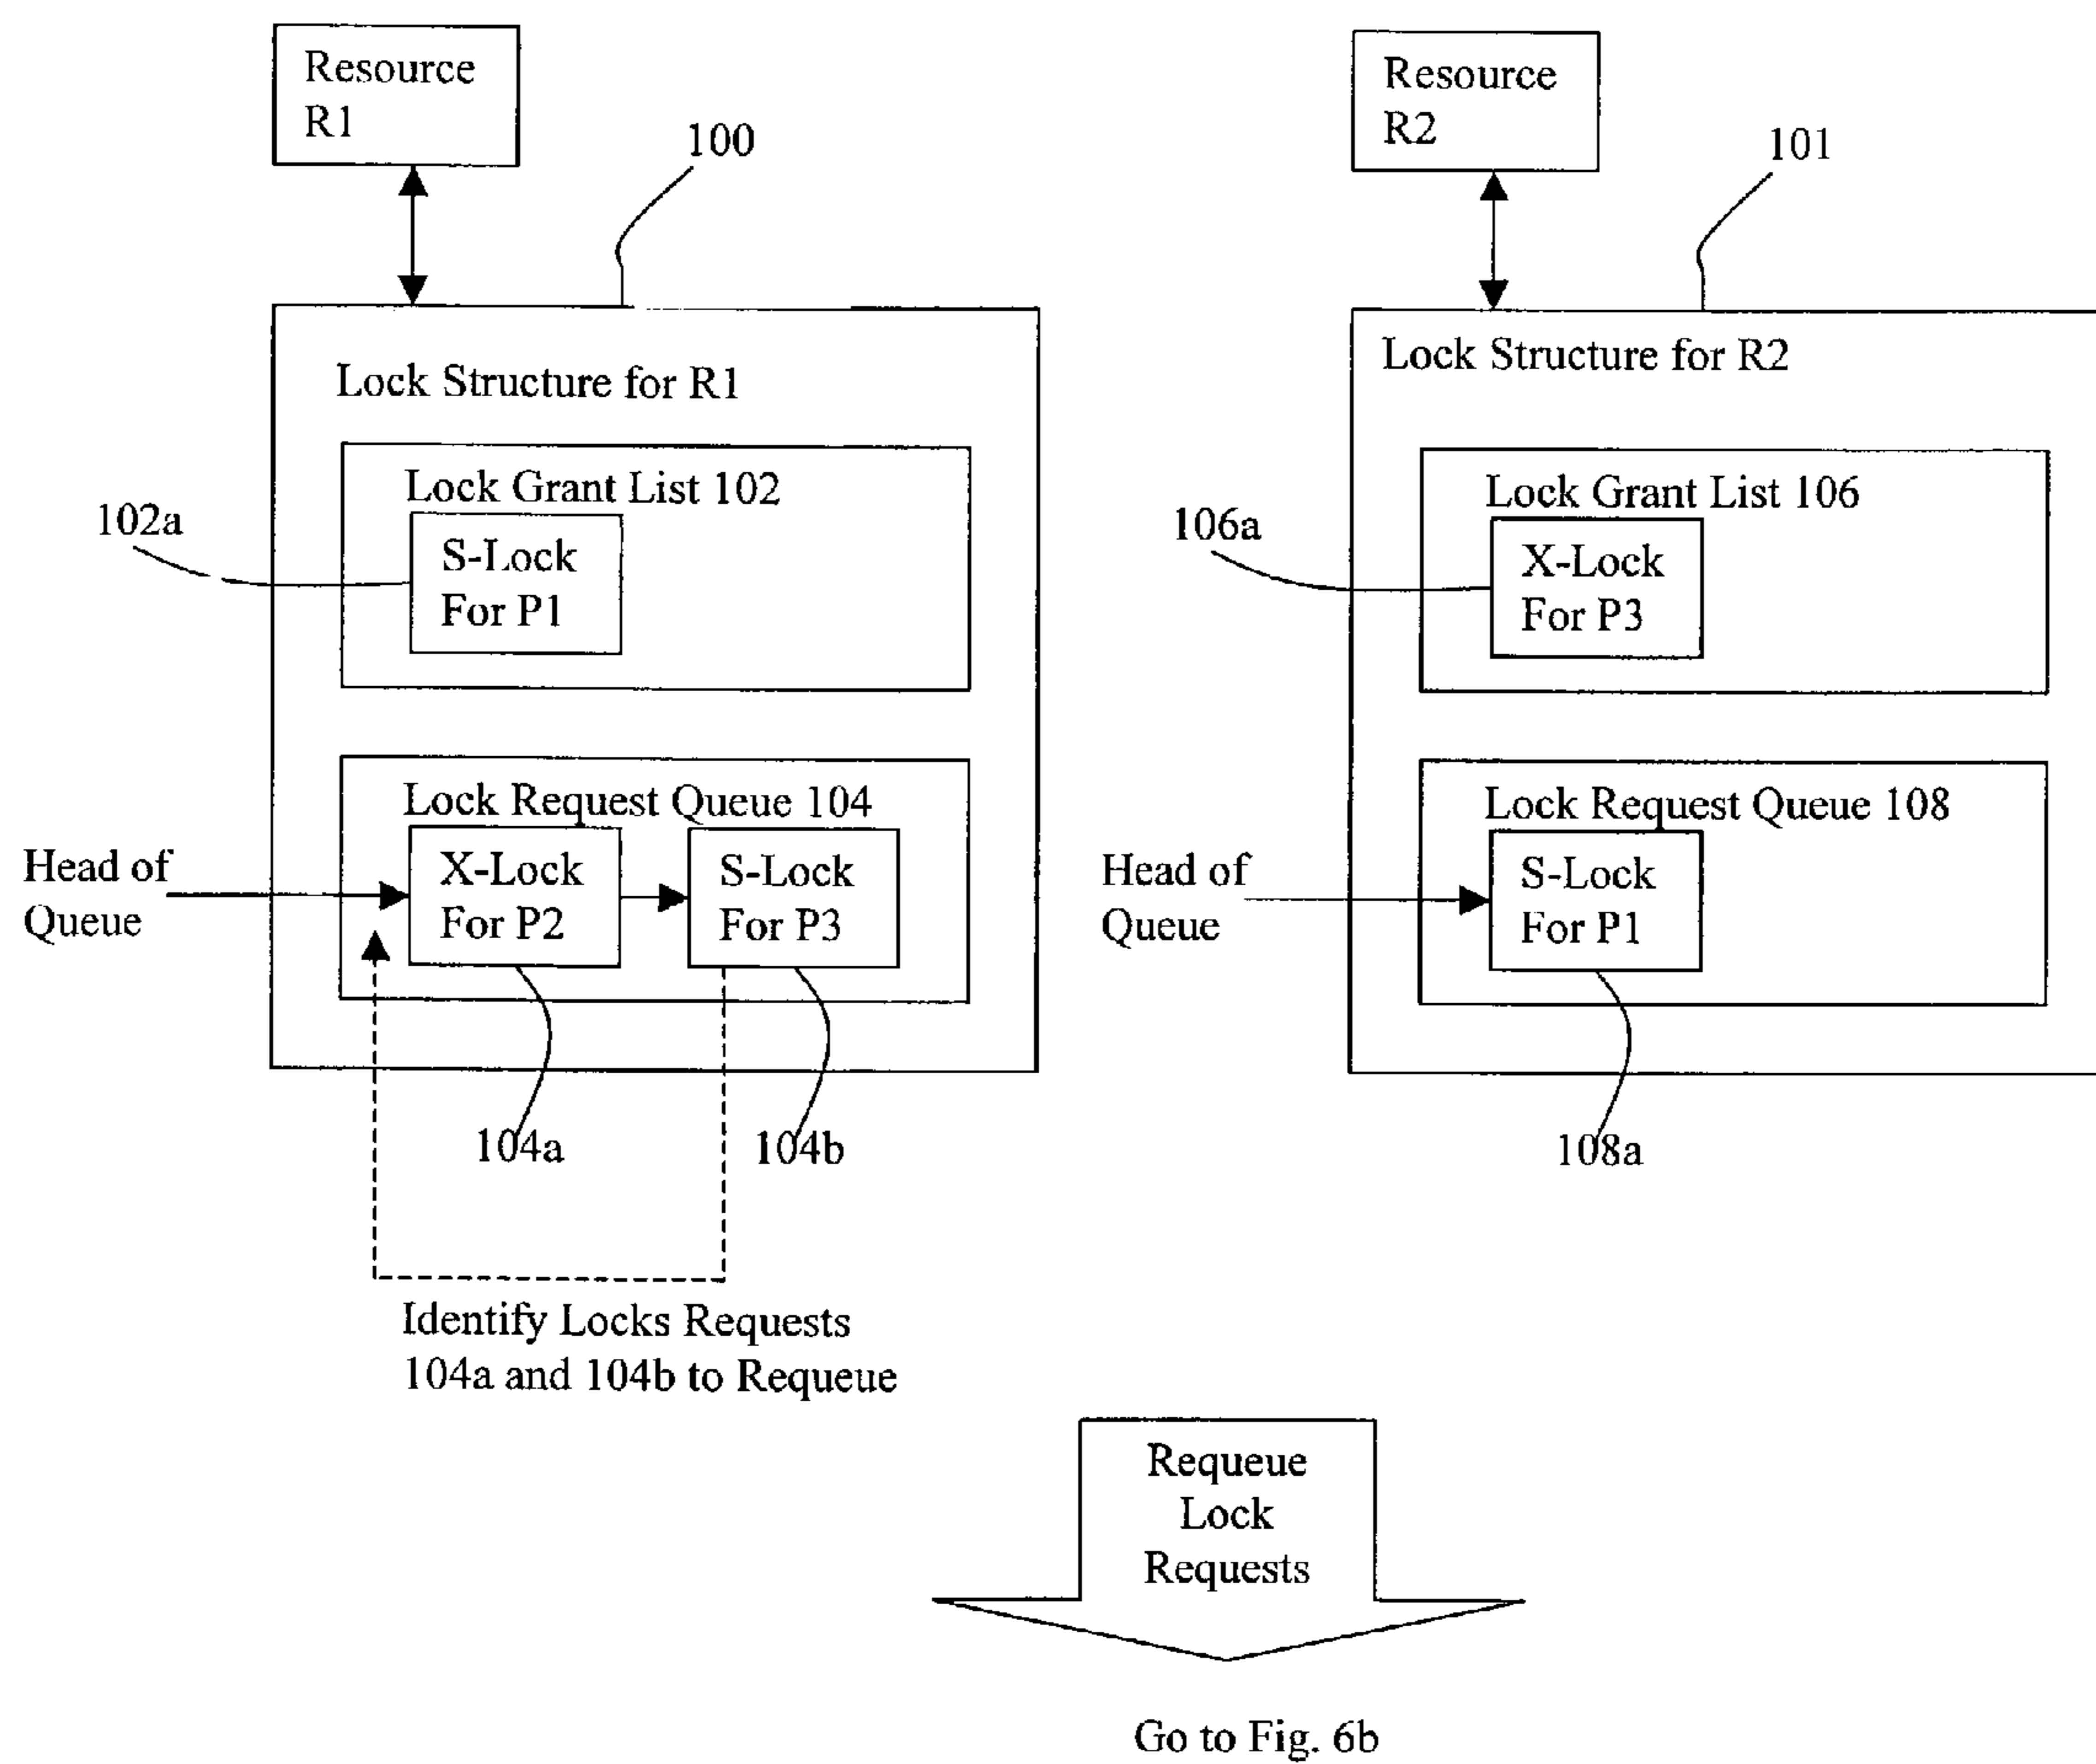 Resource
R1
100
Lock Structure for R1
Lock Grant List 102
102a
S-Lock
For P1
Lock Request Queue 104
Head of
Queue
X-Lock
For P2
S-Lock
For P3
104a
104b
Identify Locks Requests
104a and 104b to Requeue
Resource
R2
101
Lock Structure for R2
Lock Grant List 106
106a
X-Lock
For P3
Lock Request Queue 108
Head of
Queue
S-Lock
For P1
108a
Requeue
Lock
Requests
Go to Fig. 6b